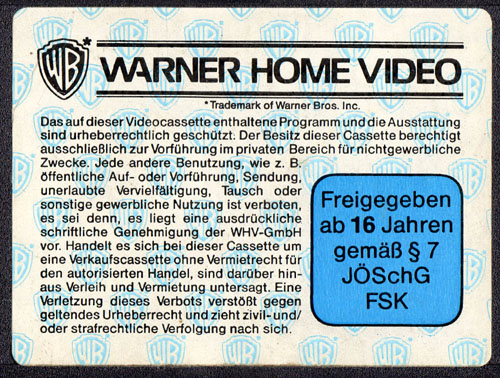 WB *
WARNER HOME VIDEO
*Trademark of Warner Bros. Inc.
Das auf dieser Videocassette enthaltene Programm und die Ausstattung
sind urheberrechtlich geschützt. Der Besitz dieser Cassette berechtigt
ausschließlich zur Vorführung im privaten Bereich für nichtgewerbliche
Zwecke. Jede andere Benutzung, wie z. B.
öffentliche Auf- oder Vorführung, Sendung,
unerlaubte Vervielfältigung, Tausch oder
sonstige gewerbliche Nutzung ist verboten,
es sei denn, es liegt eine ausdrückliche
schriftliche Genehmigung der WHV-GmbH
vor. Handelt es sich bei dieser Cassette um
eine Verkaufscassette ohne Vermietrecht für
den autorisierten Handel, sind darüber hin-
aus Verleih und Vermietung untersagt. Eine
Verletzung dieses Verbots verstößt gegen
geltendes Urheberrecht und zieht zivil- und/
oder strafrechtliche Verfolgung nach sich.
Freigegeben
ab 16 Jahren
gemäß § 7
JÖSchG
FSK